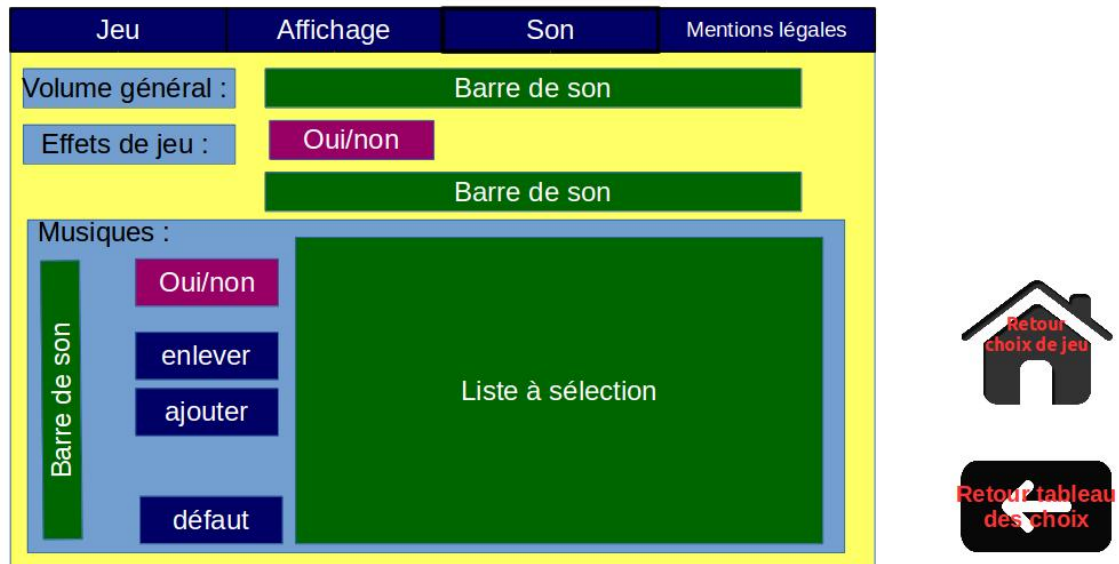 Jeu
Affichage
Son
Mentions légales
Volume général :
Barre de son
Effets de jeu :
Oui/non
Barre de son
Musiques :
Barre de son
Oui/non
enlever
ajouter
défaut
Liste à sélection
Retour
choix de jeu
Retour tableau
des choix